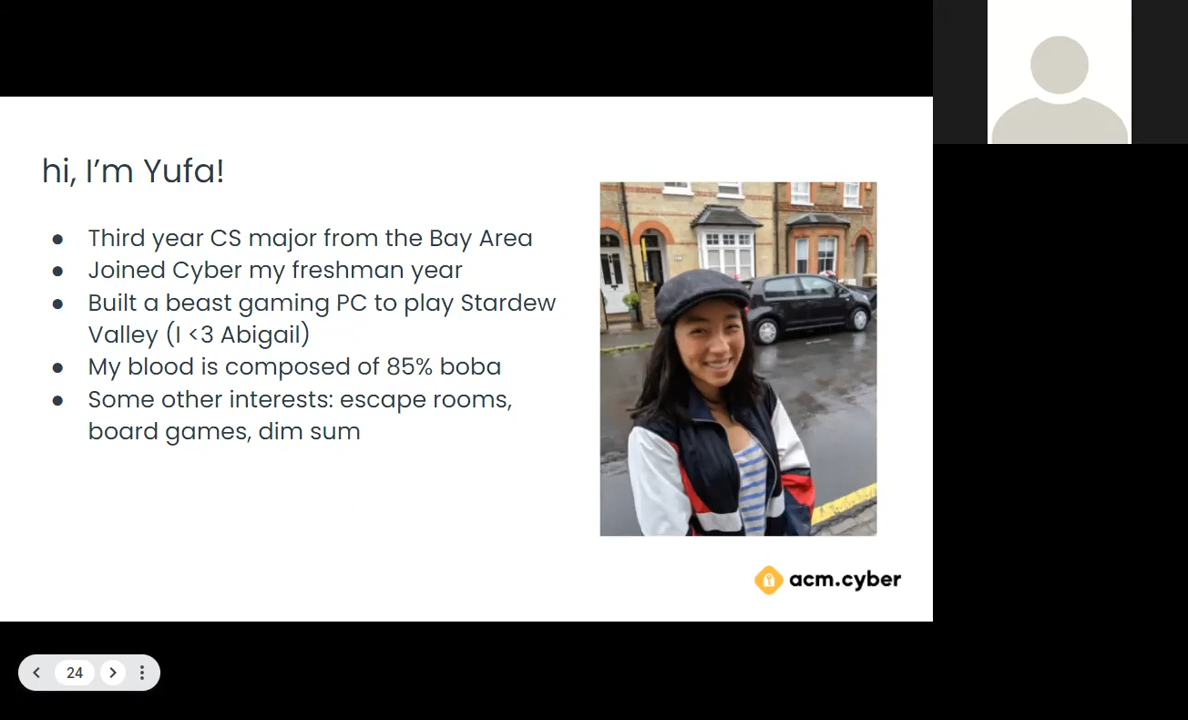 hi, I’m Yufa!
● Third year CS major from the Bay Area
● Joined Cyber my freshman year
● Built a beast gaming PC to play Stardew
Valley (I <3 Abigail)
● My blood is composed of 85% boba
● Some other interests: escape rooms,
board games, dim sum
acm.cyber
24